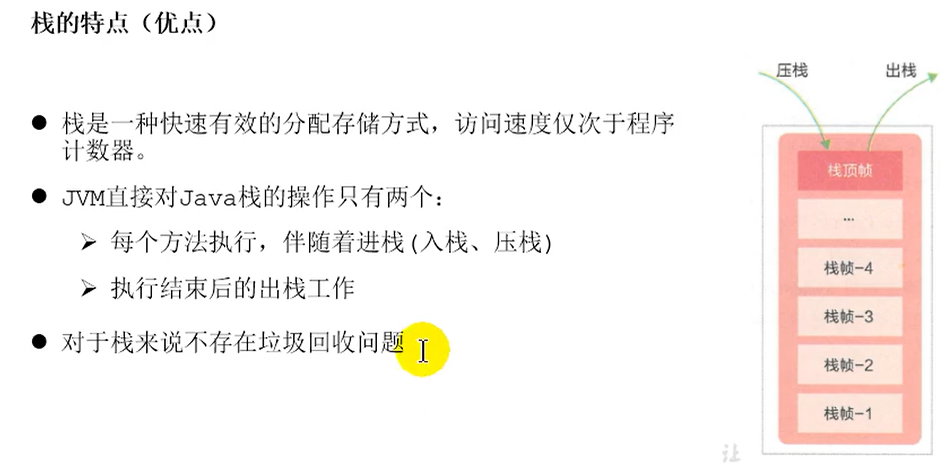 栈的特点（优点）
● 栈是一种快速有效的分配存储方式，访问速度仅次于程序
计数器。
● JVM直接对Java栈的操作只有两个：
➢ 每个方法执行，伴随着进栈(入栈、压栈)
➢ 执行结束后的出栈工作
● 对于栈来说不存在垃圾回收问题
压栈 出栈
栈顶帧
...
栈帧-4
栈帧-3
栈帧-2
栈帧-1
让